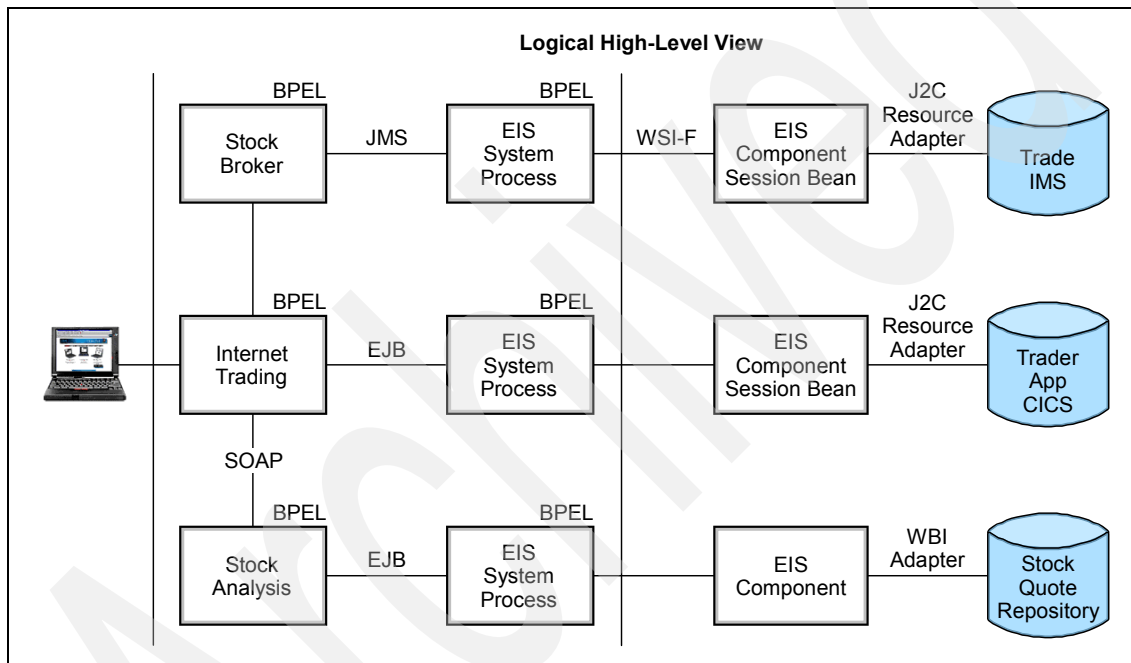 Logical High-Level View
BPEL
BPEL
J2C
Resource
Adapter
Stock
Broker
JMS
EIS
System
Process
WSI-F
EIS
Component
Session Bean
Trade
IMS
BPEL
BPEL
J2C
Resource
Adapter
Internet
Trading
EJB
EIS
System
Process
EIS
Component
Session Bean
Trader
App
CICS
SOAP
BPEL
BPEL
WBI
Adapter
Stock
Analysis
EJB
EIS
System
Process
EIS
Component
Stock
Quote
Repository
Archived